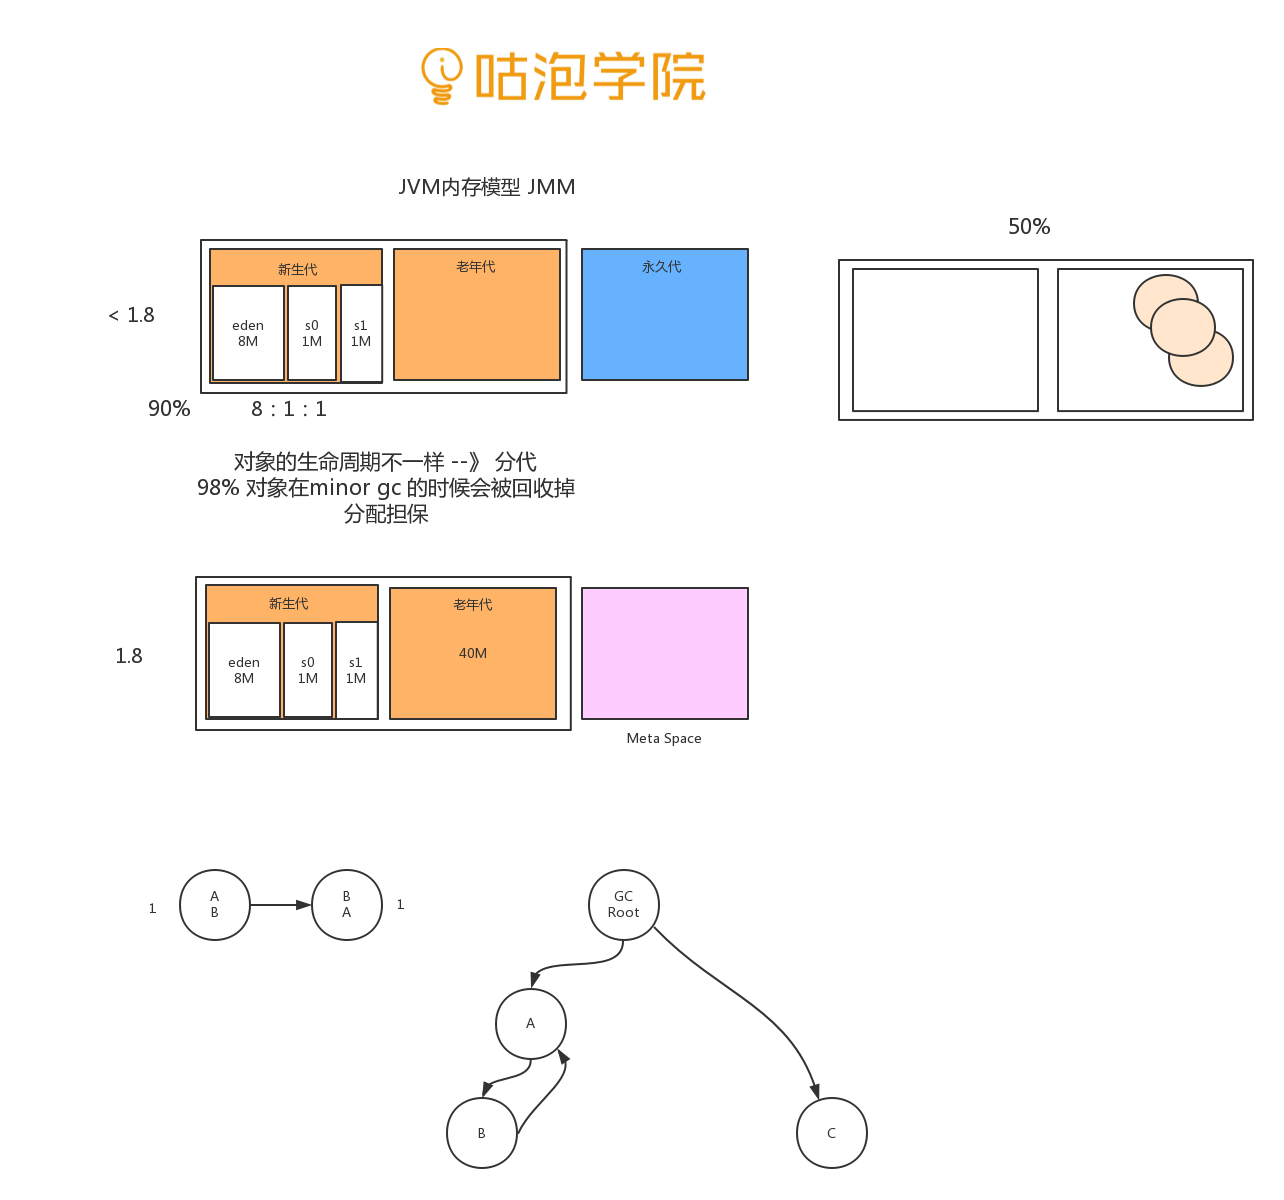 咕泡学院
JVM内存模型 JMM
50%
新生代
老年代
永久代
< 1.8
eden
8M
s0
1M
s1
1M
90%
8：1：1
对象的生命周期不一样 --》 分代
98% 对象在minor gc 的时候会被回收掉
分配担保
新生代
老年代
1.8
eden
8M
s0
1M
s1
1M
40M
Meta Space
1
A
B
B
A
1
GC
Root
A
B
C